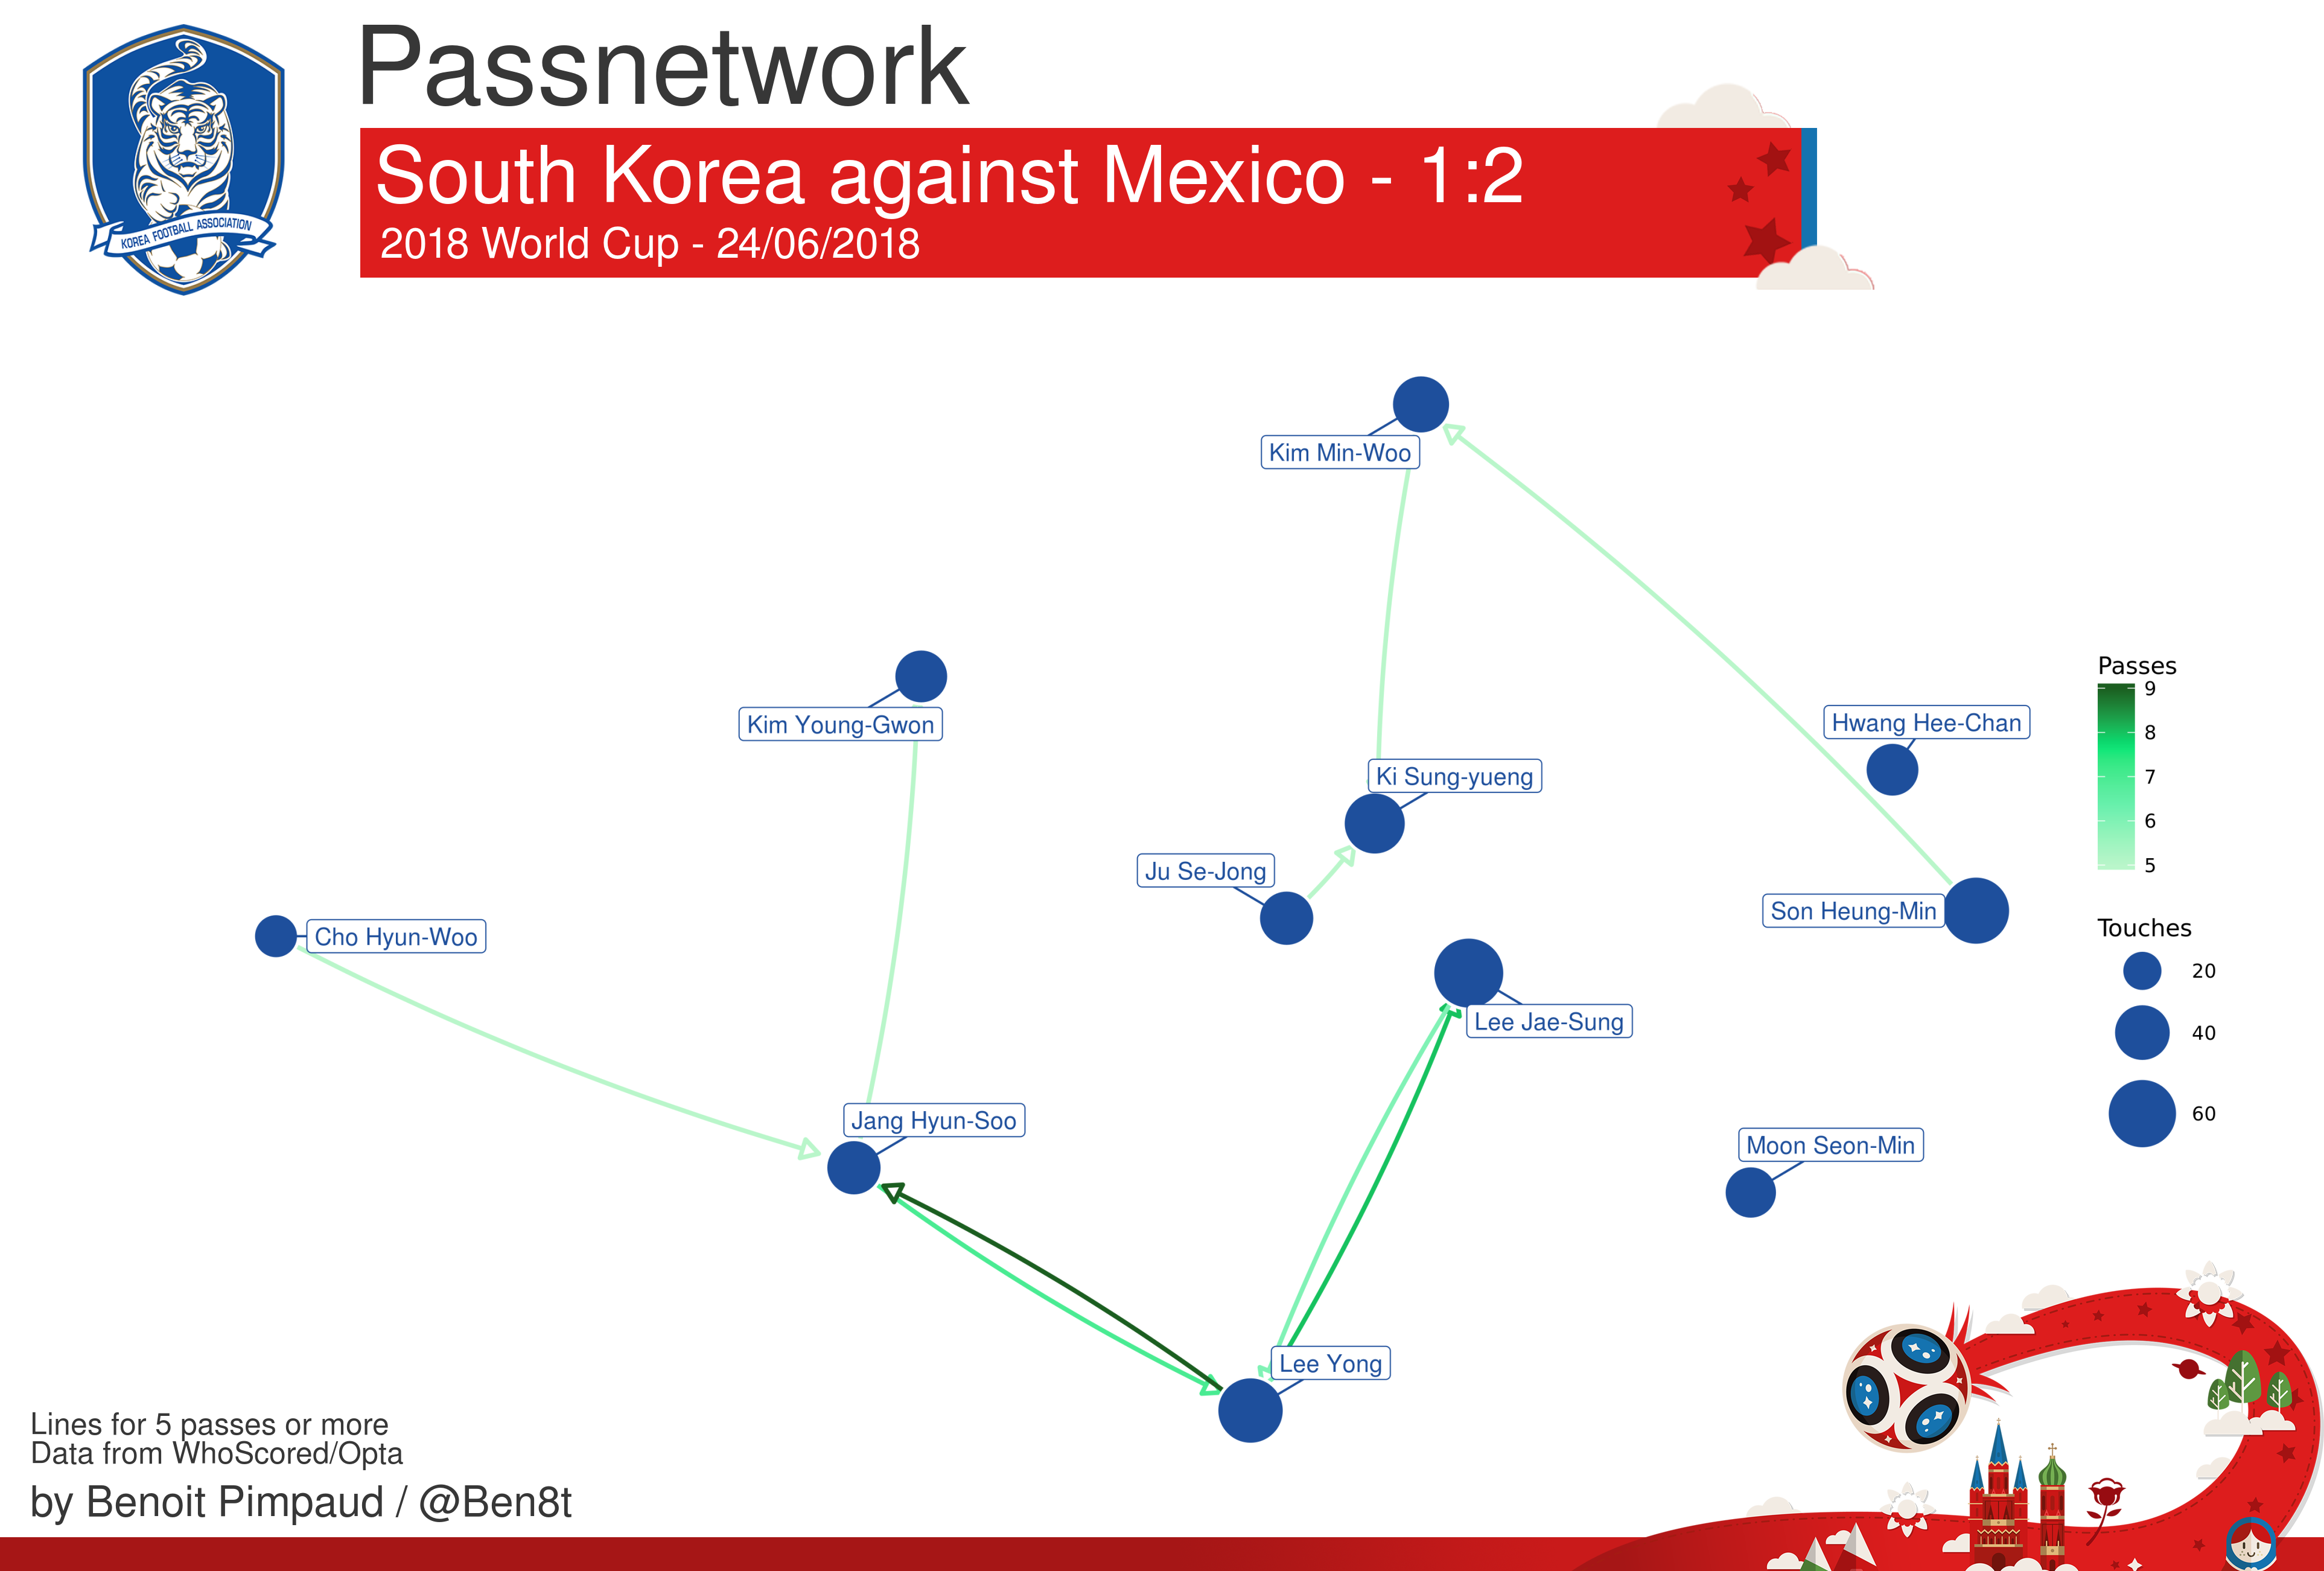 Passnetwork
South Korea against Mexico - 1:2
2018 World Cup - 24/06/2018
KOREA FOOTBALL ASSOCIATION
Kim Min-Woo
Kim Young-Gwon
Hwang Hee-Chan
Ki Sung-yueng
Ju Se-Jong
Son Heung-Min
Cho Hyun-Woo
Lee Jae-Sung
Jang Hyun-Soo
Moon Seon-Min
Lee Yong
Passes
9
8
7
6
5
Touches
20
40
60
Lines for 5 passes or more
Data from WhoScored/Opta
by Benoit Pimpaud / @Ben8t